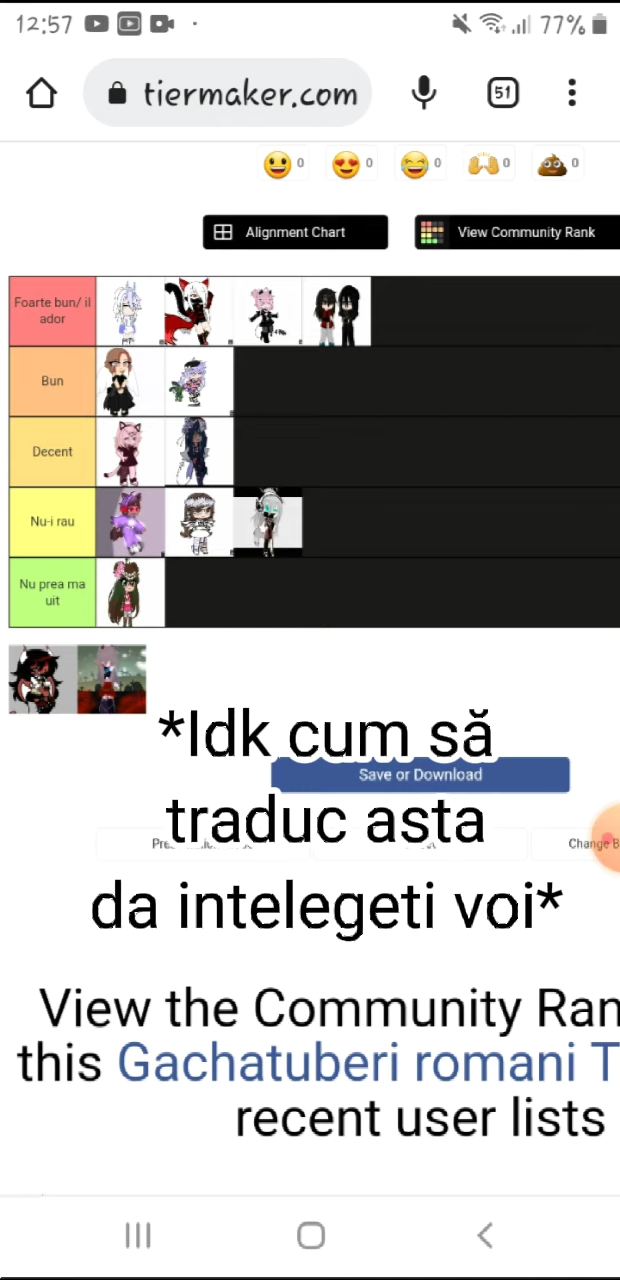 12:57
77%
tiermaker.com
51
0
0
0
0
0
Alignment Chart
View Community Rank
Foarte bun/ il
ador
Bun
Decent
Nu-i rau
Nu prea ma
uit
*Idk cum să
Save or Download
traduc asta
Change B
da intelegeti voi*
View the Community Ran
this Gachatuberi romani T
recent user lists